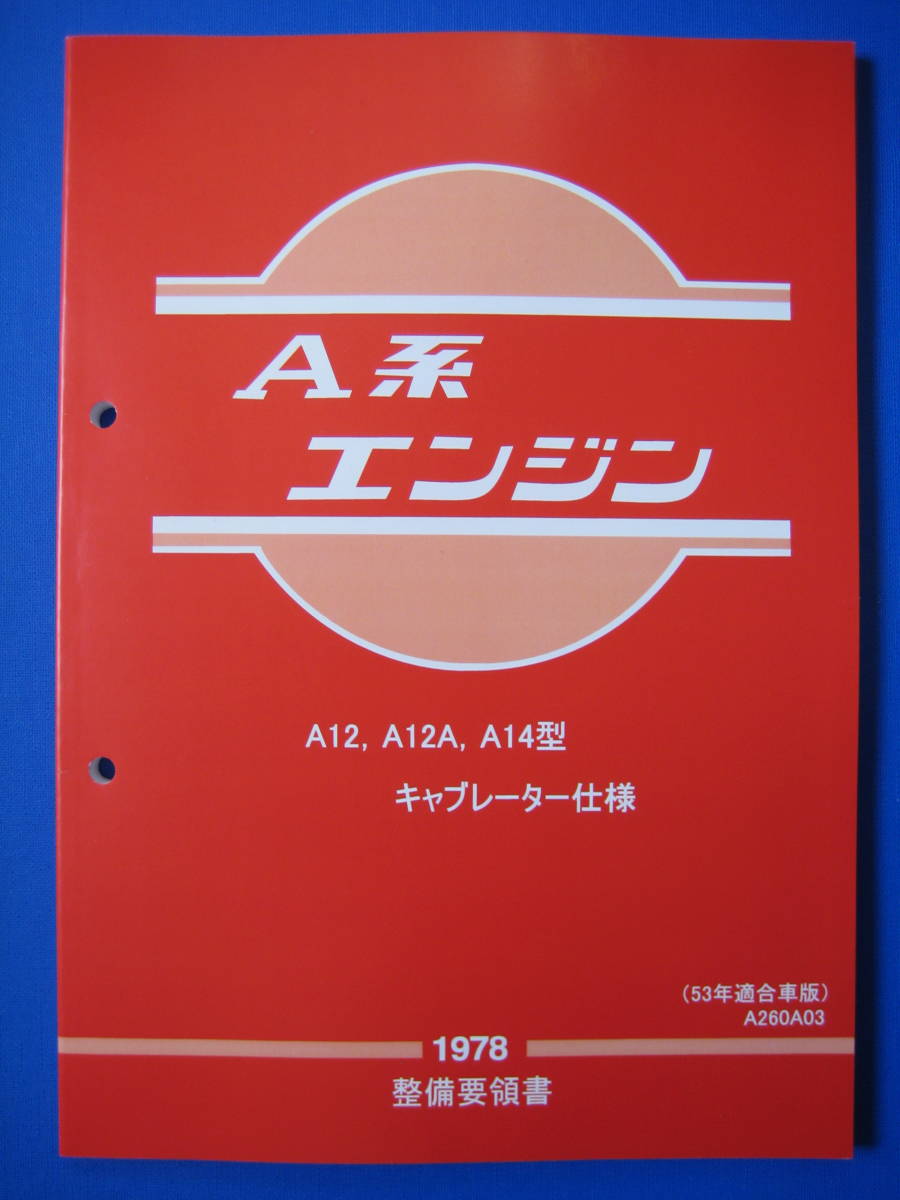 A系
エンジン
A12, A12A, A14型
キャブレーター仕様
(53年適合車版)
A260A03
1978
整備要領書